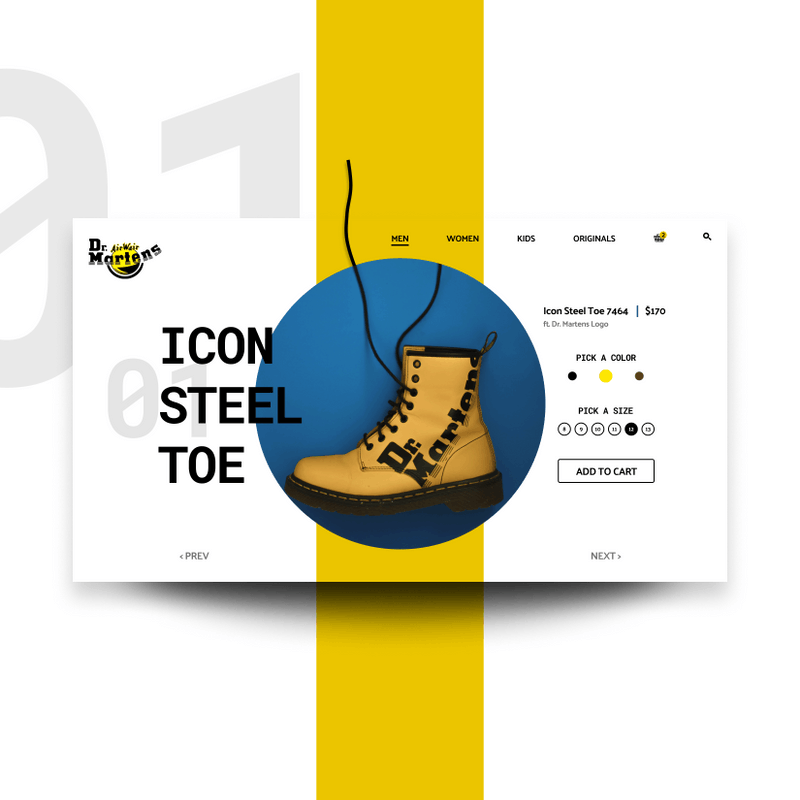 01
Dr.
AirWair
Martens
MEN
WOMEN
KIDS
ORIGINALS
2
ICON
STEEL
TOE
01
Dr.
Martens
Icon Steel Toe 7464 | $170
ft. Dr. Martens Logo
PICK A COLOR
PICK A SIZE
8 9 10 11 12 13
ADD TO CART
‹ PREV
NEXT ›